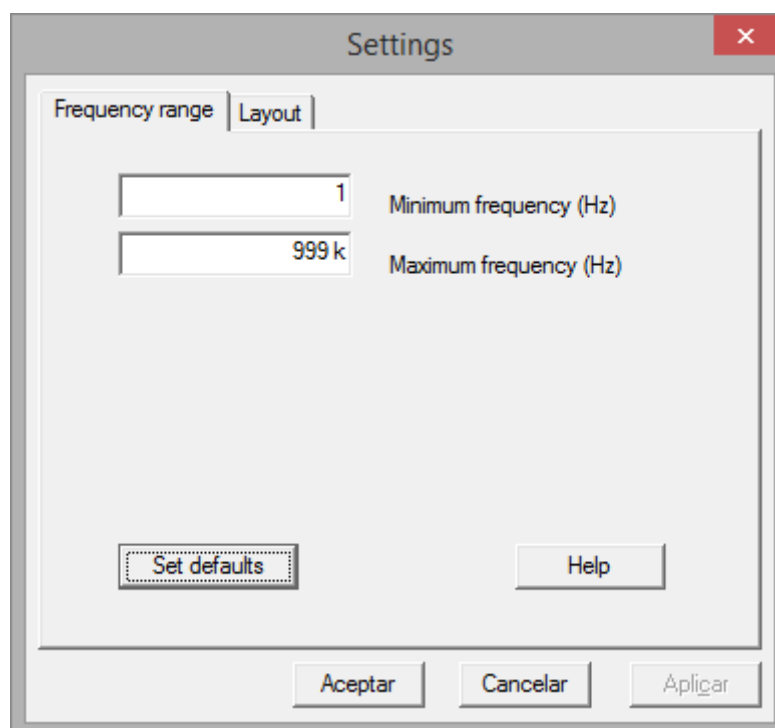 Settings
Frequency range Layout
1 Minimum frequency (Hz)
999 k Maximum frequency (Hz)
Set defaults Help
Aceptar Cancelar Aplicar